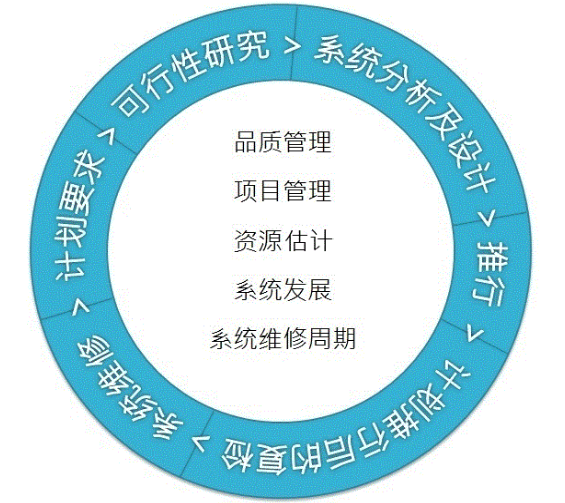 计划要求 >
可行性研究 >
系统分析及设计 >
推行 >
计划推行后的复检 >
系统维修 >
品质管理
项目管理
资源估计
系统发展
系统维修周期